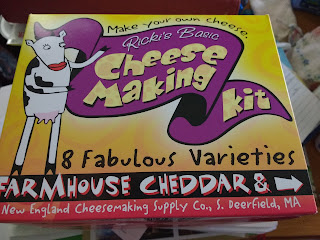 Make your own cheese
Ricki's Basic
Cheese
Making
kit
8 Fabulous Varieties
FARMHOUSE CHEDDAR &
New England Cheesemaking Supply Co., S. Deerfield, MA